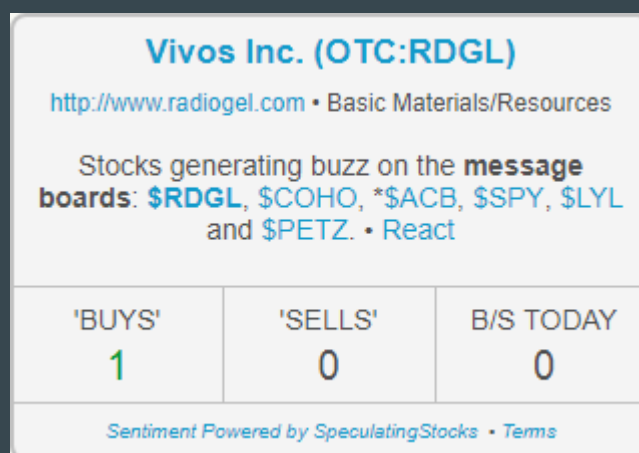 Vivos Inc. (OTC:RDGL)
http://www.radiogel.com • Basic Materials/Resources
Stocks generating buzz on the message
boards: $RDGL, $COHO, *$ACB, $SPY, $LYL
and $PETZ. • React
'BUYS' 'SELLS' B/S TODAY
1 0 0
Sentiment Powered by SpeculatingStocks • Terms